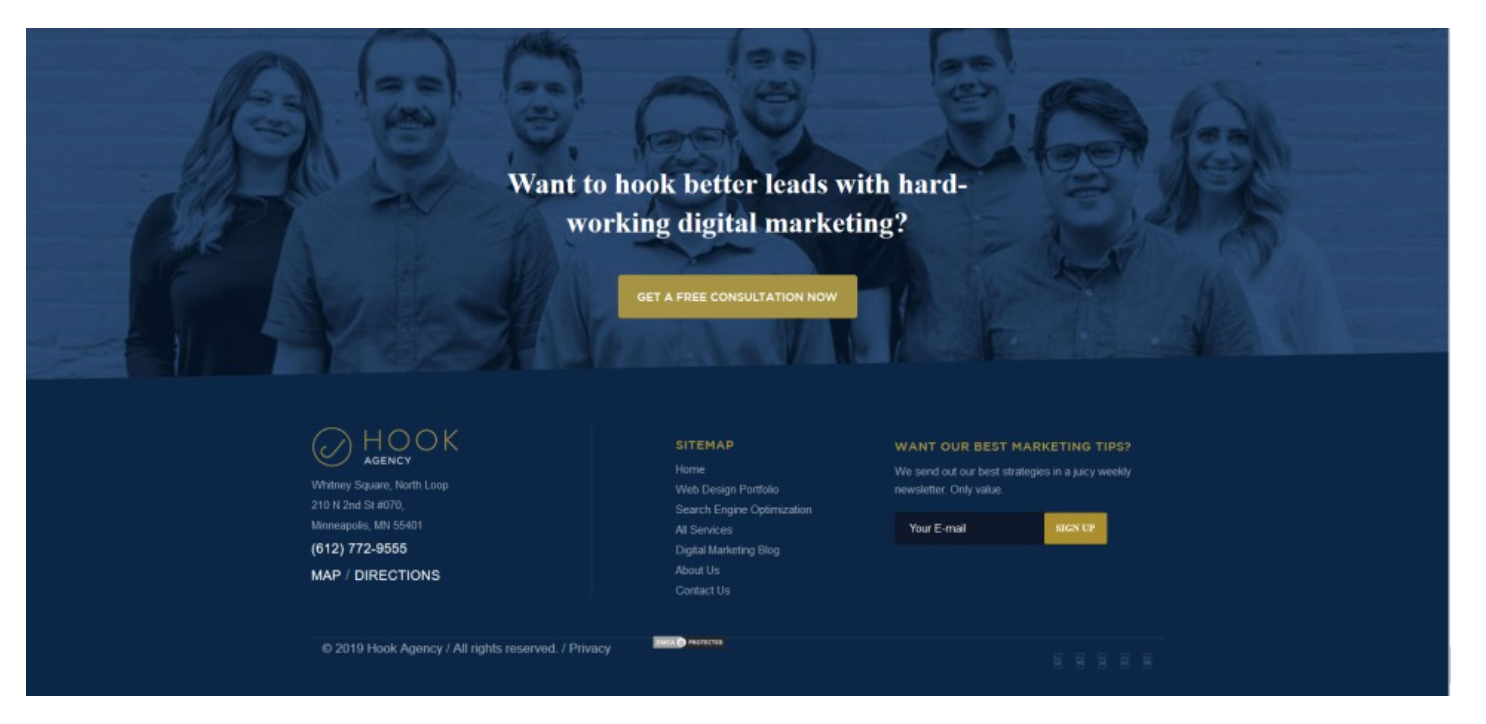 Want to hook better leads with hard-
working digital marketing?
GET A FREE CONSULTATION NOW
HOOK
AGENCY
Whitney Square, North Loop
210 N 2nd St #070,
Minneapolis, MN 55401
(612) 772-9555
MAP / DIRECTIONS
SITEMAP
Home
Web Design Portfolio
Search Engine Optimization
All Services
Digital Marketing Blog
About Us
Contact Us
WANT OUR BEST MARKETING TIPS?
We send out our best strategies in a juicy weekly
newsletter. Only value.
Your E-mail
SIGN UP
© 2019 Hook Agency / All rights reserved. / Privacy
DMCA PROTECTED